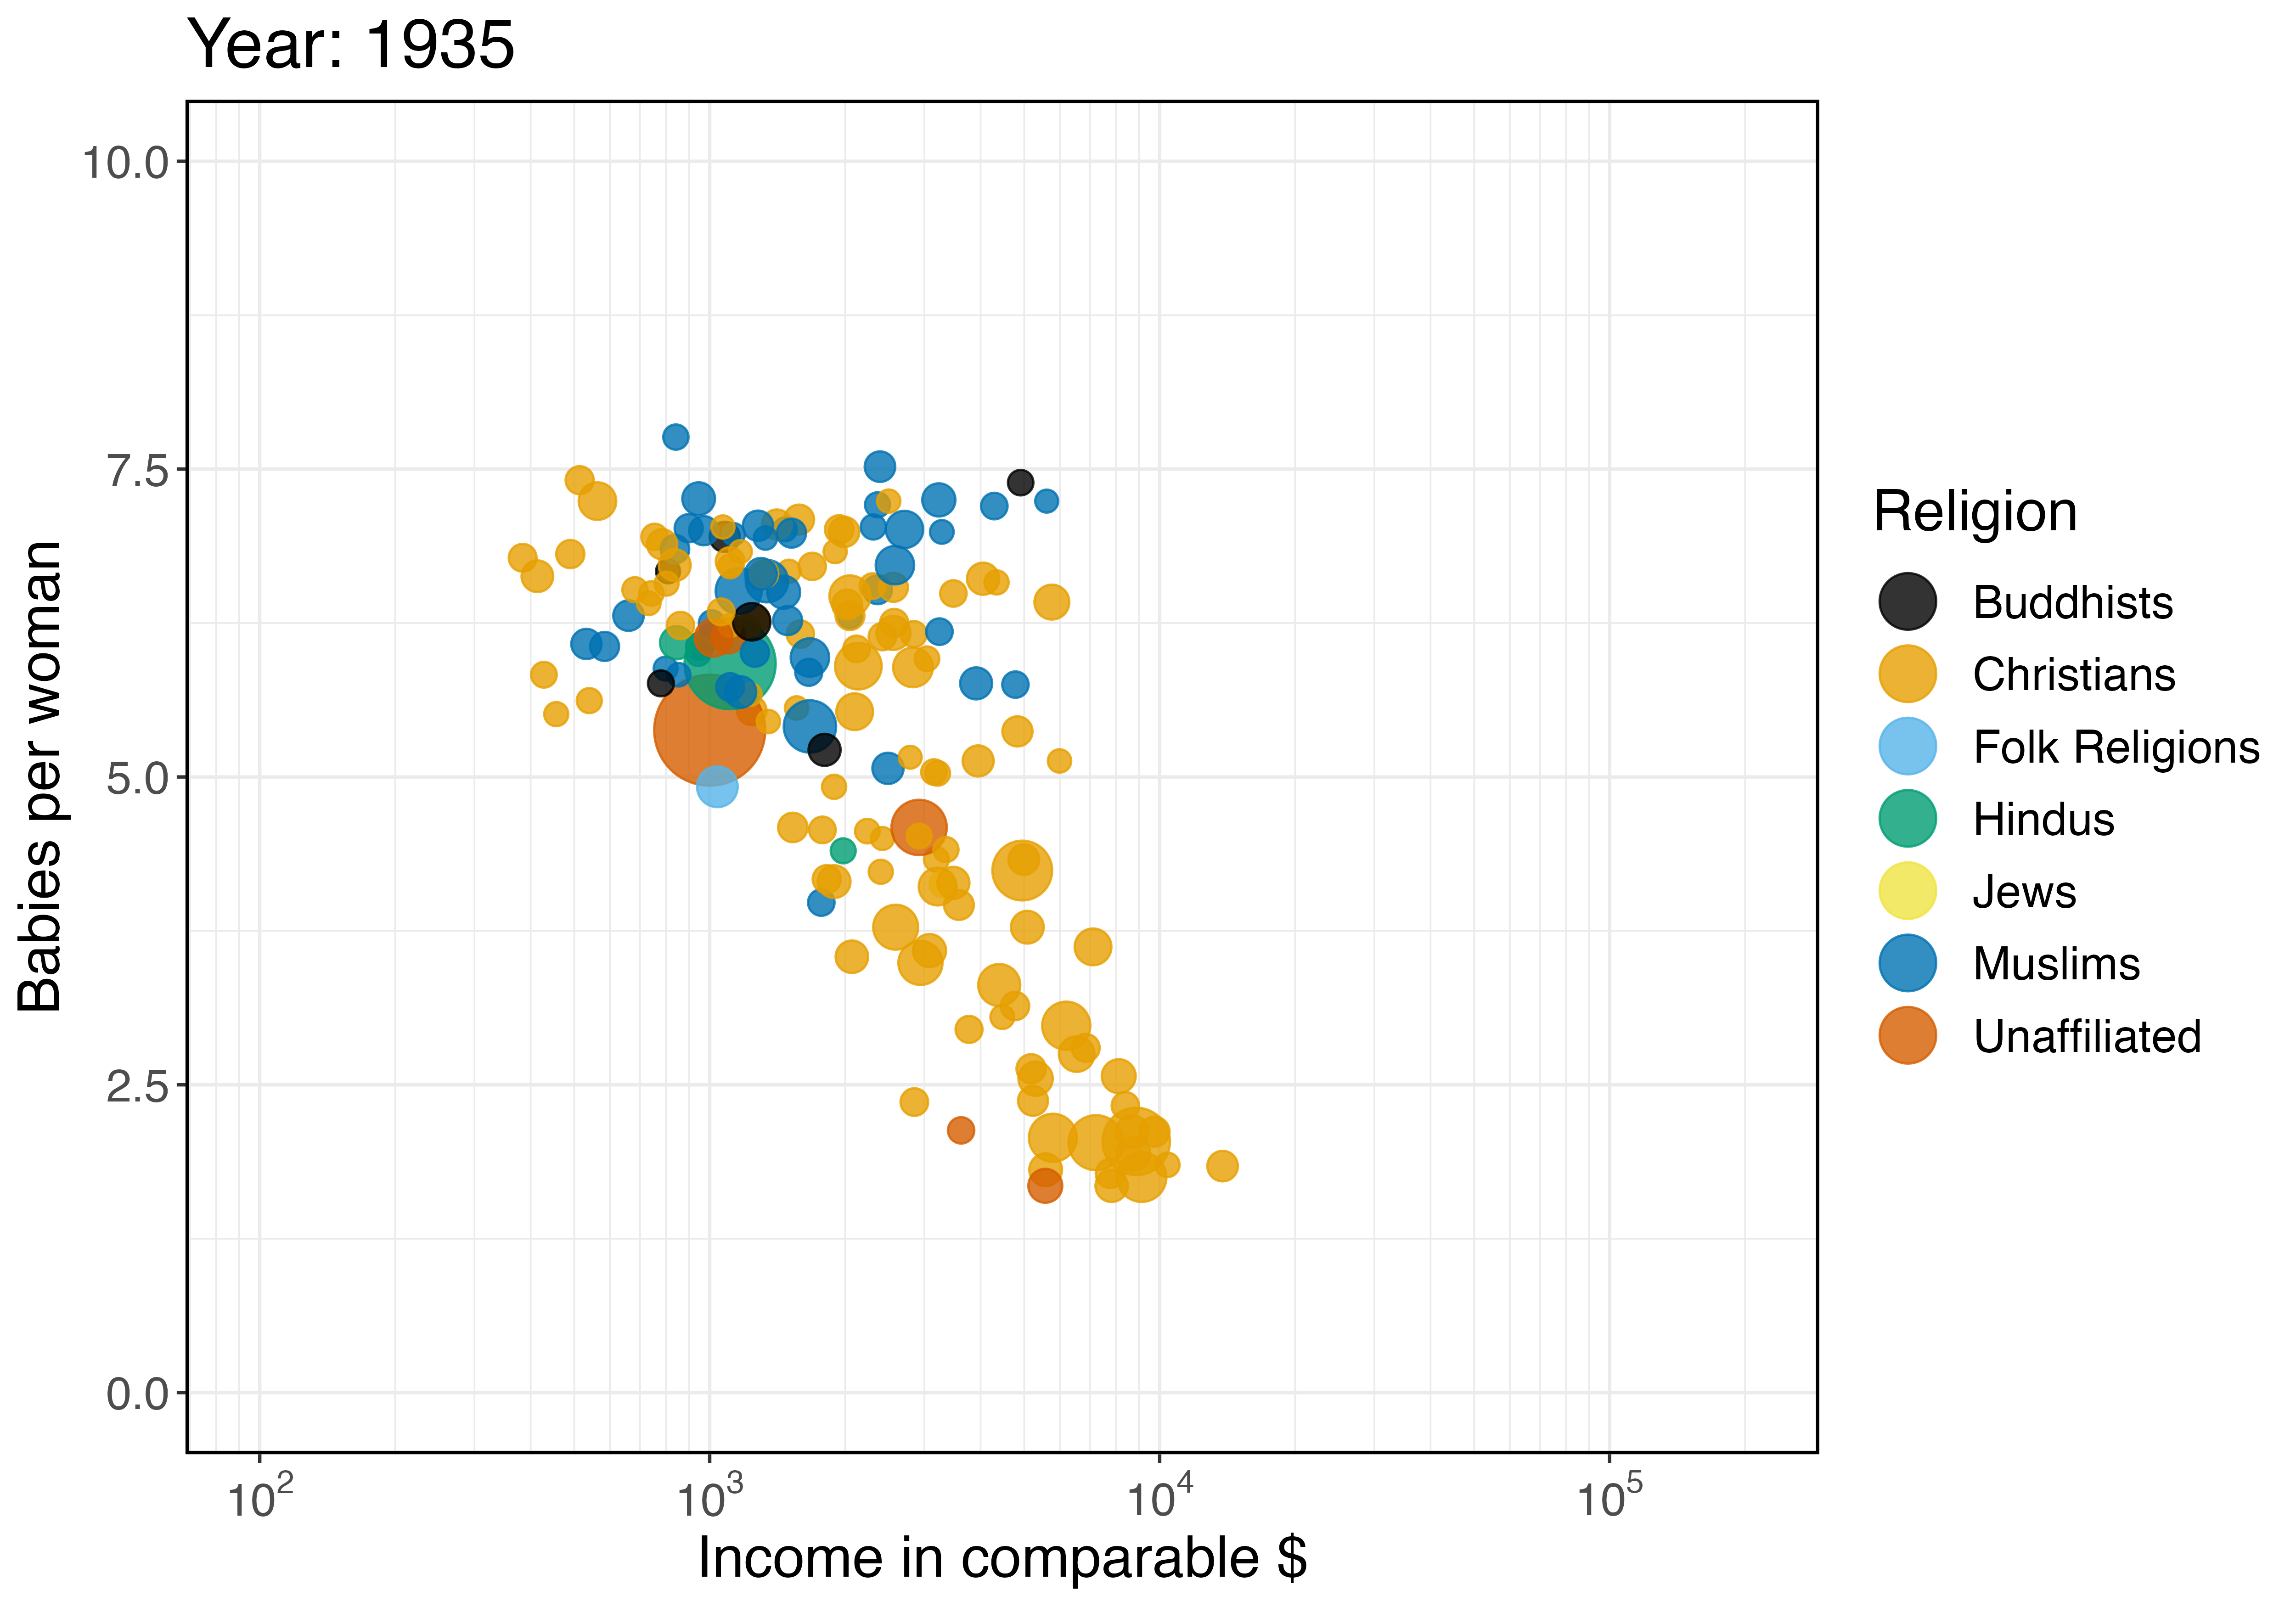 Year: 1935
10.0
7.5
5.0
2.5
0.0
Babies per woman
10²
10³
10⁴
10⁵
Income in comparable $
Religion
Buddhists
Christians
Folk Religions
Hindus
Jews
Muslims
Unaffiliated